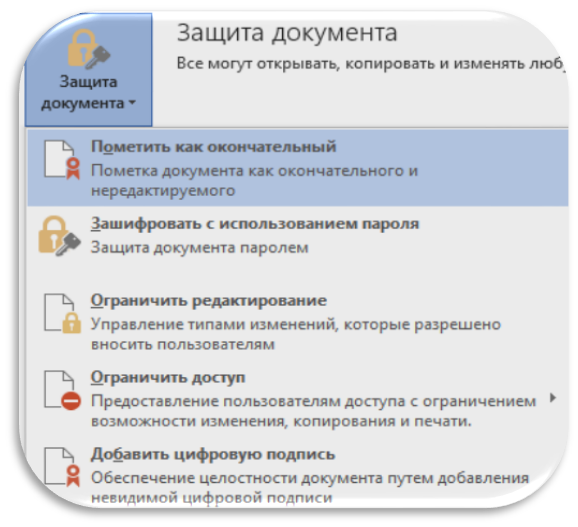 Защита документа
Все могут открывать, копировать и изменять
Защита
документа
Пометить как окончательный
Пометка документа как окончательного и
нередактируемого
Зашифровать с использованием пароля
Защита документа паролем
Ограничить редактирование
Управление типами изменений, которые разрешено
вносить пользователям
Ограничить доступ
Предоставление пользователям доступа с ограничением
возможности изменения, копирования и печати.
Добавить цифровую подпись
Обеспечение целостности документа путем добавления
невидимой цифровой подписи